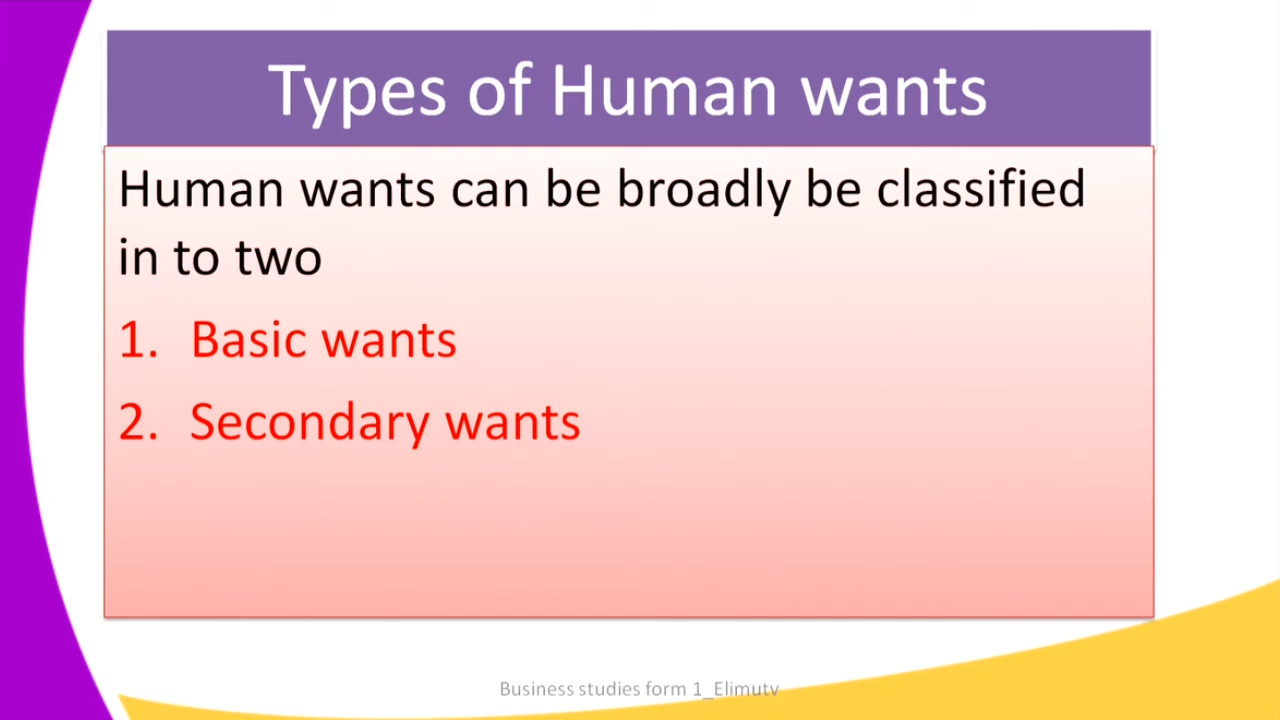 Types of Human wants
Human wants can be broadly be classified
in to two
1. Basic wants
2. Secondary wants
Business studies form 1_Elimutv